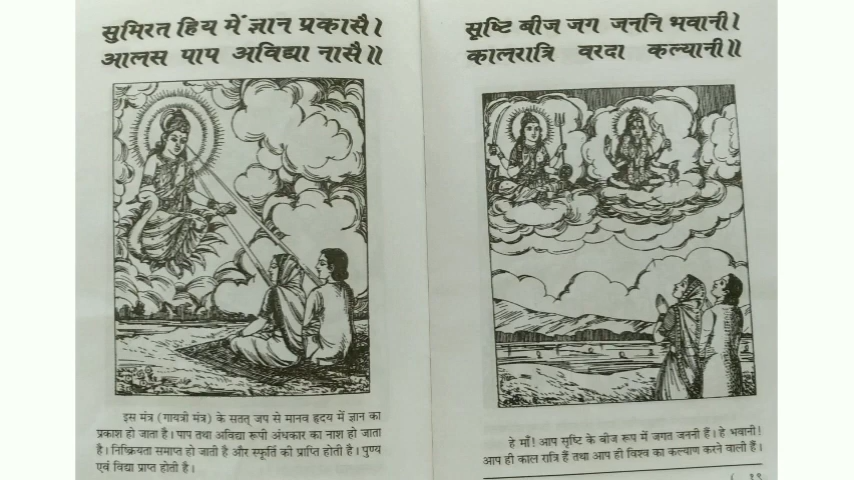 सुमिरत हिय में ज्ञान प्रकासै।
आलस पाप अविद्या नासै॥
इस मंत्र (गायत्री मंत्र) के सतत् जप से मानव हृदय में ज्ञान का
प्रकाश हो जाता है। पाप तथा अविद्या रूपी अंधकार का नाश हो जाता
है। निष्क्रियता समाप्त हो जाती है और स्फूर्ति की प्राप्ति होती है। पुण्य
एवं विद्या प्राप्त होती है।
सृष्टि बीज जग जननि भवानी।
कालरात्रि वरदा कल्यानी॥
हे माँ! आप सृष्टि के बीज रूप में जगत जननी हैं। हे भवानी!
आप ही काल रात्रि हैं तथा आप ही विश्व का कल्याण करने वाली हैं।
( १९